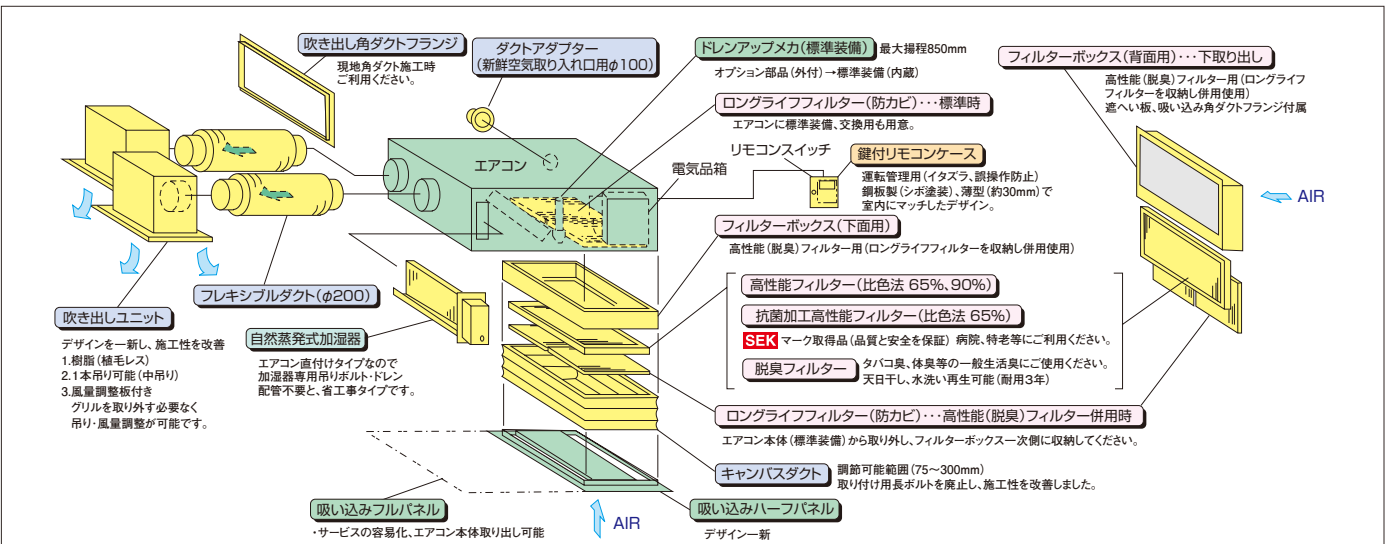 吹き出し角ダクトフランジ
現地角ダクト施工時
ご利用ください。
ダクトアダプター
(新鮮空気取り入れ口用φ100)
ドレンアップメカ(標準装備) 最大揚程850mm
オプション部品(外付)→標準装備(内蔵)
ロングライフフィルター(防カビ)･･･標準時
エアコンに標準装備、交換用も用意。
フィルターボックス(背面用)･･･下取り出し
高性能(脱臭)フィルター用(ロングライフ
フィルターを収納し併用使用)
遮へい板、吸い込み角ダクトフランジ付属
エアコン
電気品箱
リモコンスイッチ
鍵付リモコンケース
運転管理用(イタズラ、誤操作防止)
鋼板製(シボ塗装)、薄型(約30mm)で
室内にマッチしたデザイン。
AIR
フィルターボックス(下面用)
高性能(脱臭)フィルター用(ロングライフフィルターを収納し併用使用)
フレキシブルダクト(φ200)
吹き出しユニット
デザインを一新し、施工性を改善
1.樹脂(植毛レス)
2.1本吊り可能(中吊り)
3.風量調整板付き
グリルを取り外す必要なく
吊り・風量調整が可能です。
自然蒸発式加湿器
エアコン直付けタイプなので
加湿器専用吊りボルト・ドレン
配管不要と、省工事タイプです。
高性能フィルター(比色法 65%、90%)
抗菌加工高性能フィルター(比色法 65%)
SEK マーク取得品(品質と安全を保証) 病院、特老等にご利用ください。
脱臭フィルター タバコ臭、体臭等の一般生活臭にご使用ください。
天日干し、水洗い再生可能(耐用3年)
ロングライフフィルター(防カビ)･･･高性能(脱臭)フィルター併用時
エアコン本体(標準装備)から取り外し、フィルターボックス一次側に収納してください。
キャンバスダクト 調節可能範囲(75～300mm)
取り付け用長ボルトを廃止し、施工性を改善しました。
吸い込みフルパネル
・サービスの容易化、エアコン本体取り出し可能
AIR
吸い込みハーフパネル
デザイン一新